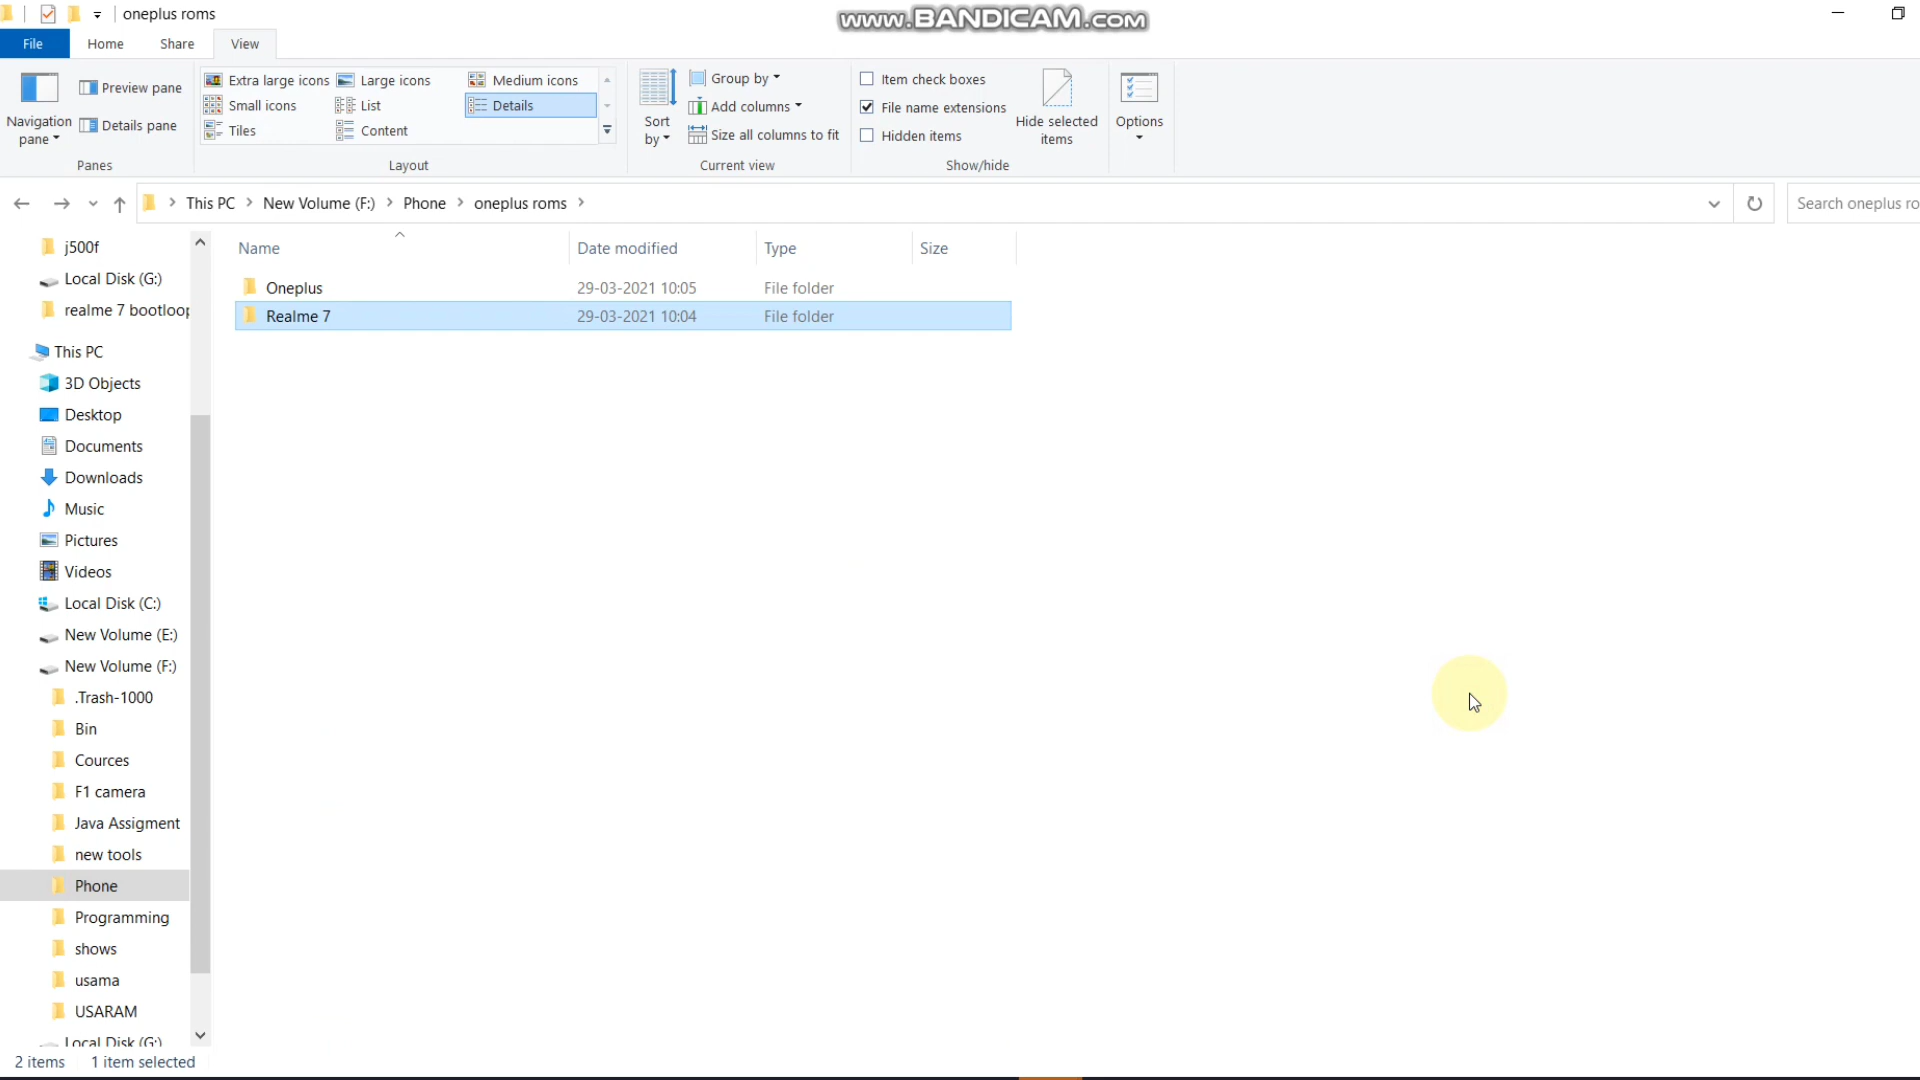 oneplus roms
www.BANDICAM.com
File Home Share View
Navigation pane
Preview pane
Details pane
Panes
Extra large icons Large icons Medium icons
Small icons List Details
Tiles Content
Layout
Sort by
Group by
Add columns
Size all columns to fit
Current view
Item check boxes
File name extensions
Hidden items
Hide selected items
Show/hide
Options
This PC New Volume (F:) Phone oneplus roms
Search oneplus ro
Name Date modified Type Size
Oneplus 29-03-2021 10:05 File folder
Realme 7 29-03-2021 10:04 File folder
j500f
Local Disk (G:)
realme 7 bootloop
This PC
3D Objects
Desktop
Documents
Downloads
Music
Pictures
Videos
Local Disk (C:)
New Volume (E:)
New Volume (F:)
.Trash-1000
Bin
Cources
F1 camera
Java Assigment
new tools
Phone
Programming
shows
usama
USARAM
Local Disk (G:)
2 items 1 item selected